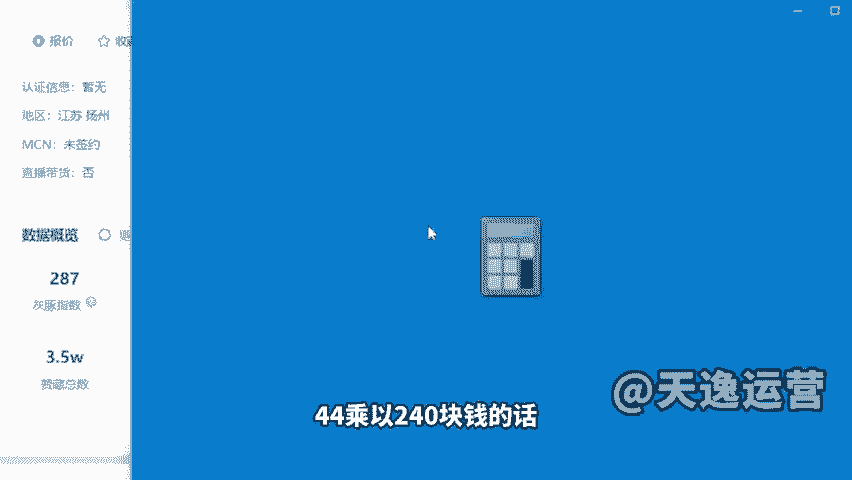 报价 收
认证信息：暂无
地区：江苏 扬州
MCN：未签约
直播带货：否
数据概览
287
灰豚指数
3.5w
赞藏总数
44乘以240块钱的话
@天逸运营